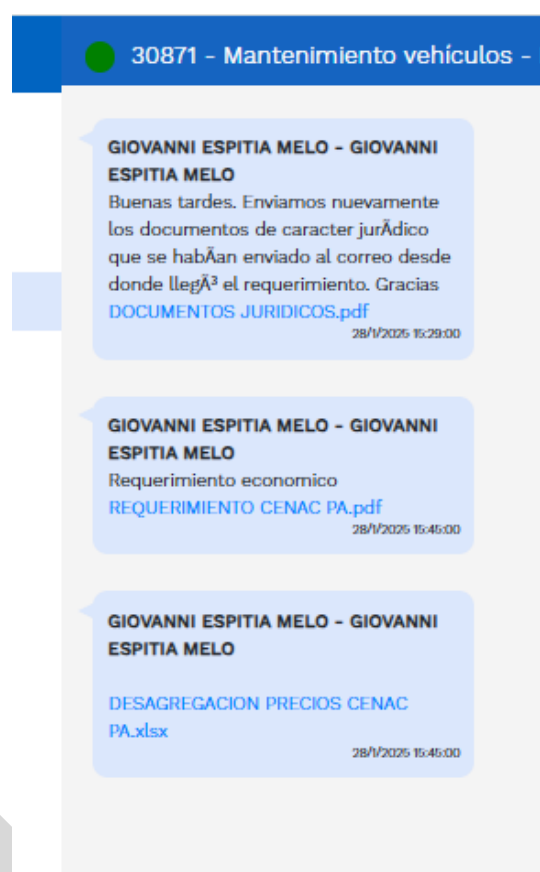 30871 - Mantenimiento vehículos -
GIOVANNI ESPITIA MELO - GIOVANNI
ESPITIA MELO
Buenas tardes. Enviamos nuevamente
los documentos de caracter jurÃdico
que se habÃan enviado al correo desde
donde llegÃ³ el requerimiento. Gracias
DOCUMENTOS JURIDICOS.pdf
28/1/2025 15:29:00
GIOVANNI ESPITIA MELO - GIOVANNI
ESPITIA MELO
Requerimiento economico
REQUERIMIENTO CENAC PA.pdf
28/1/2025 15:45:00
GIOVANNI ESPITIA MELO - GIOVANNI
ESPITIA MELO
DESAGREGACION PRECIOS CENAC
PA.xlsx
28/1/2025 15:45:00